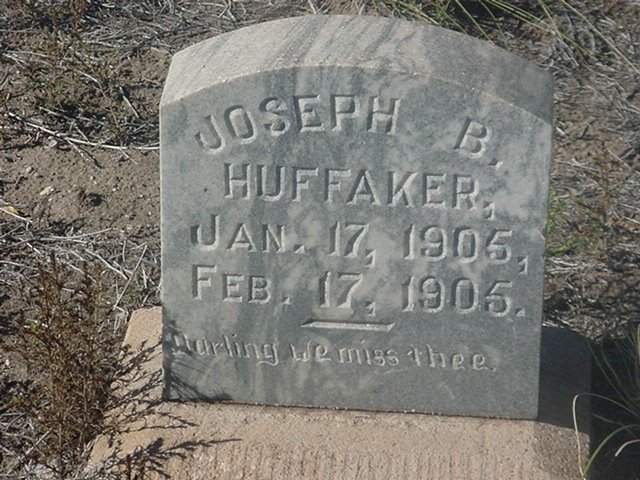 JOSEPH B.
HUFFAKER,
JAN. 17, 1905,
FEB. 17, 1905.
Darling we miss thee.